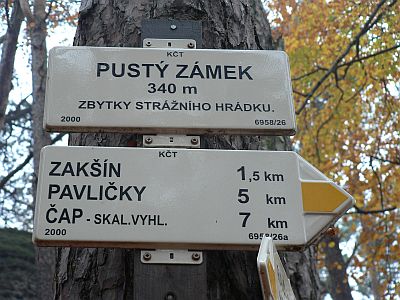 KČT
PUSTÝ ZÁMEK
340 m
ZBYTKY STRÁŽNÍHO HRÁDKU.
2000 6958/26
KČT
ZAKŠÍN 1,5 km
PAVLIČKY 5 km
ČAP - SKAL.VYHL. 7 km
2000 6958/26a